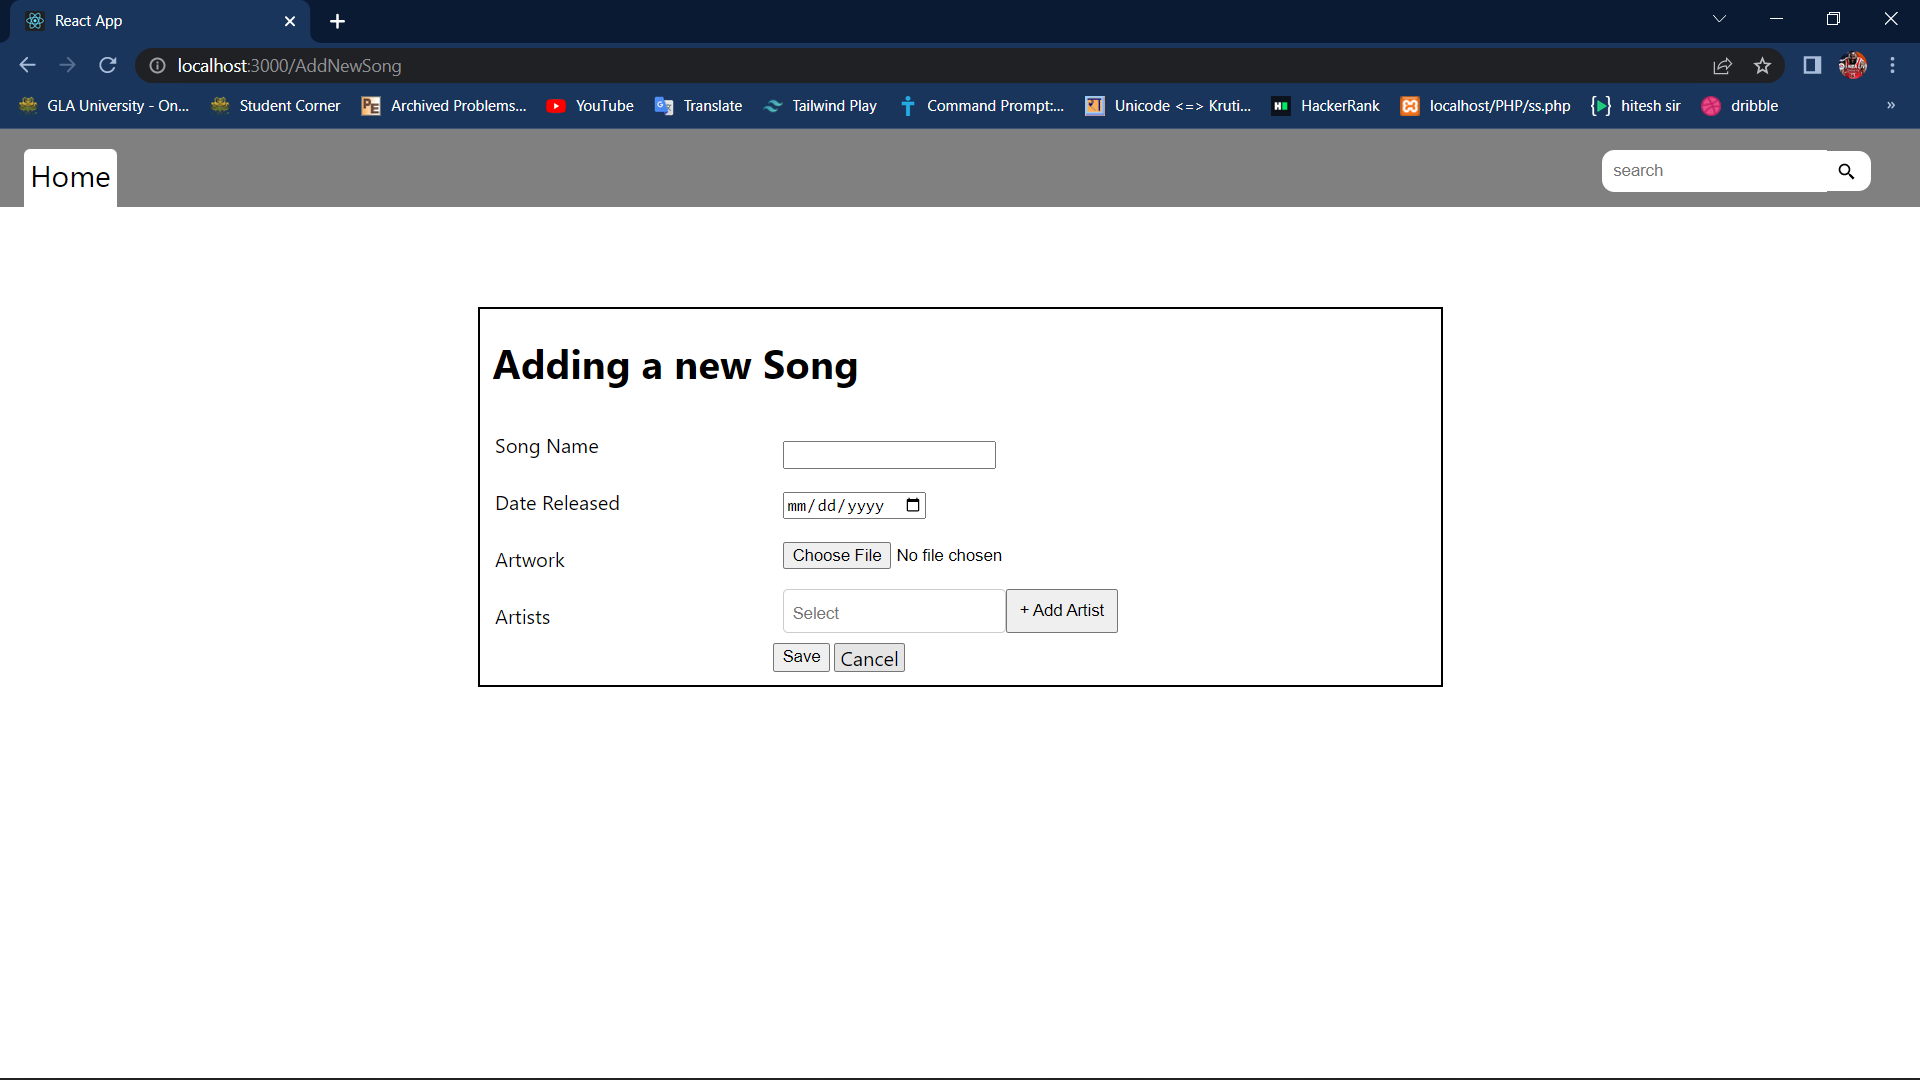 React App
localhost:3000/AddNewSong
GLA University - On... Student Corner PE Archived Problems... YouTube Translate Tailwind Play Command Prompt:... Unicode <=> Kruti... HackerRank localhost/PHP/ss.php hitesh sir dribble »
Home search
Adding a new Song
Song Name
Date Released mm/dd/yyyy
Artwork Choose File No file chosen
Artists Select + Add Artist
Save Cancel